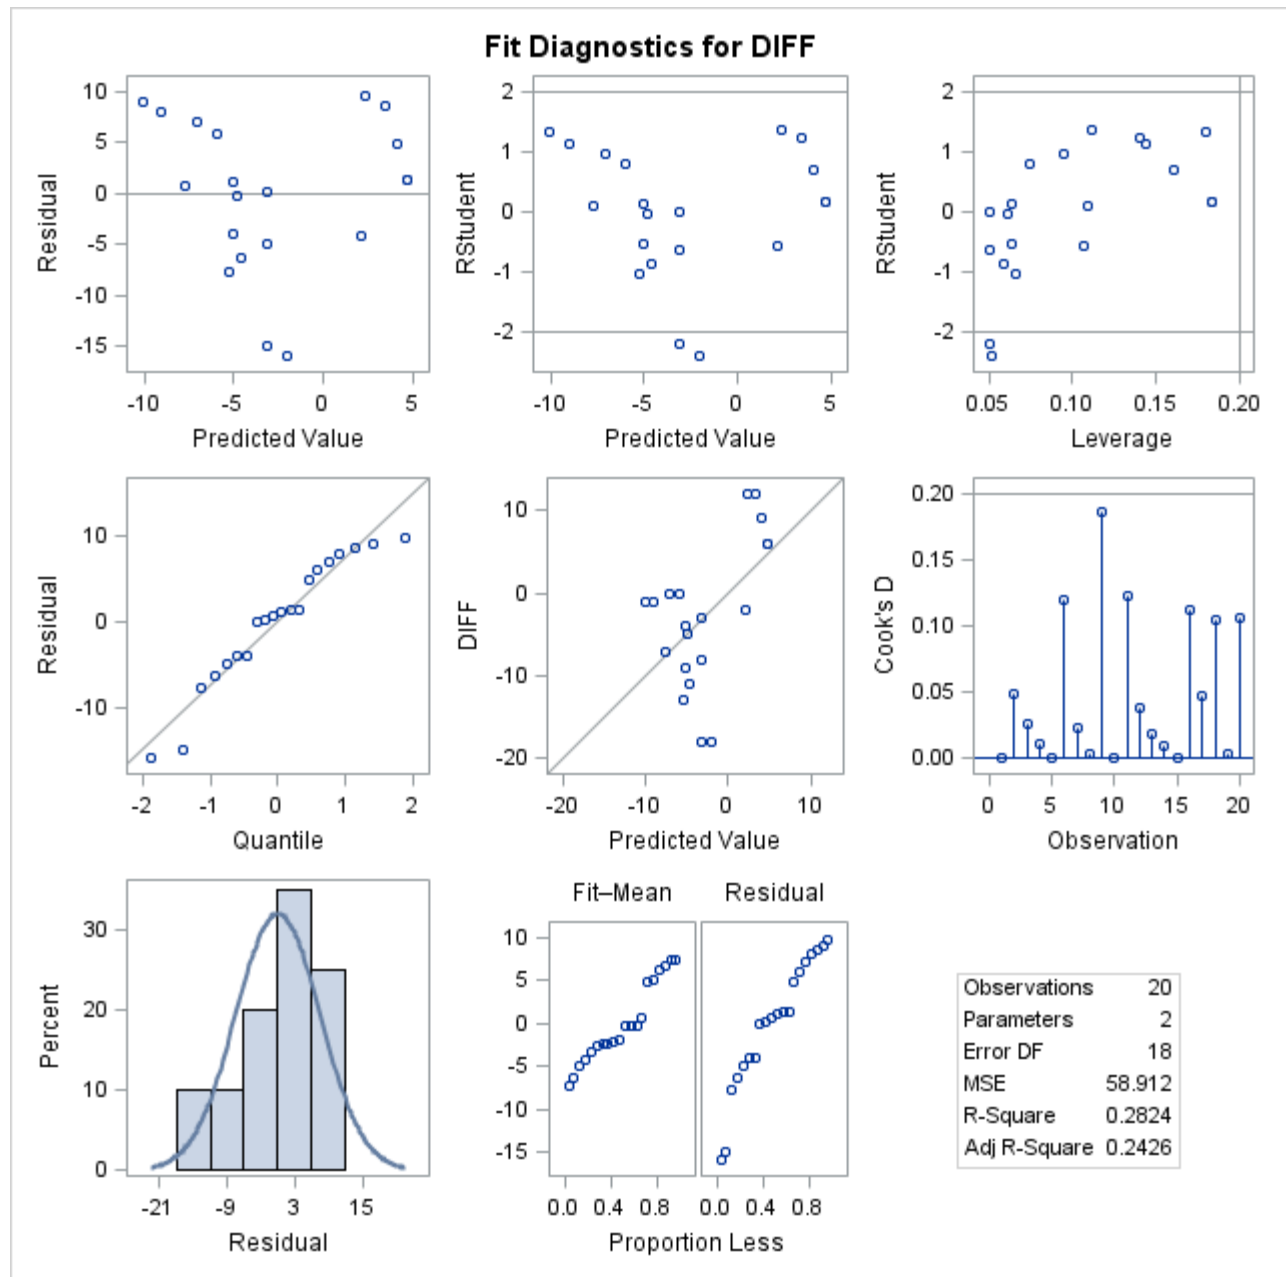 Fit Diagnostics for DIFF
10
5
0
-5
-10
-15
Residual
-10 -5 0 5
Predicted Value
2
1
0
-1
-2
RStudent
-10 -5 0 5
Predicted Value
2
1
0
-1
-2
RStudent
0.05 0.10 0.15 0.20
Leverage
10
0
-10
Residual
-2 -1 0 1 2
Quantile
10
0
-10
-20
DIFF
-20 -10 0 10
Predicted Value
0.20
0.15
0.10
0.05
0.00
Cook's D
0 5 10 15 20
Observation
30
20
10
0
Percent
-21 -9 3 15
Residual
Fit–Mean Residual
10
5
0
-5
-10
-15
0.0 0.4 0.8 0.0 0.4 0.8
Proportion Less
Observations 20
Parameters 2
Error DF 18
MSE 58.912
R-Square 0.2824
Adj R-Square 0.2426